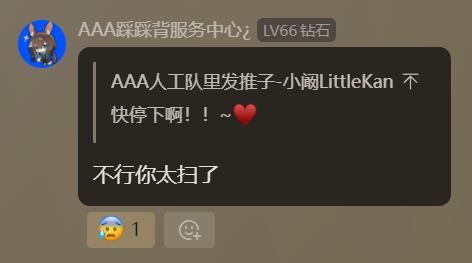 AAA踩踩背服务中心¿ LV66 钻石
AAA人工队里发推子-小阚LittleKan
快停下啊！！~♥️
不行你太扫了
😰 1